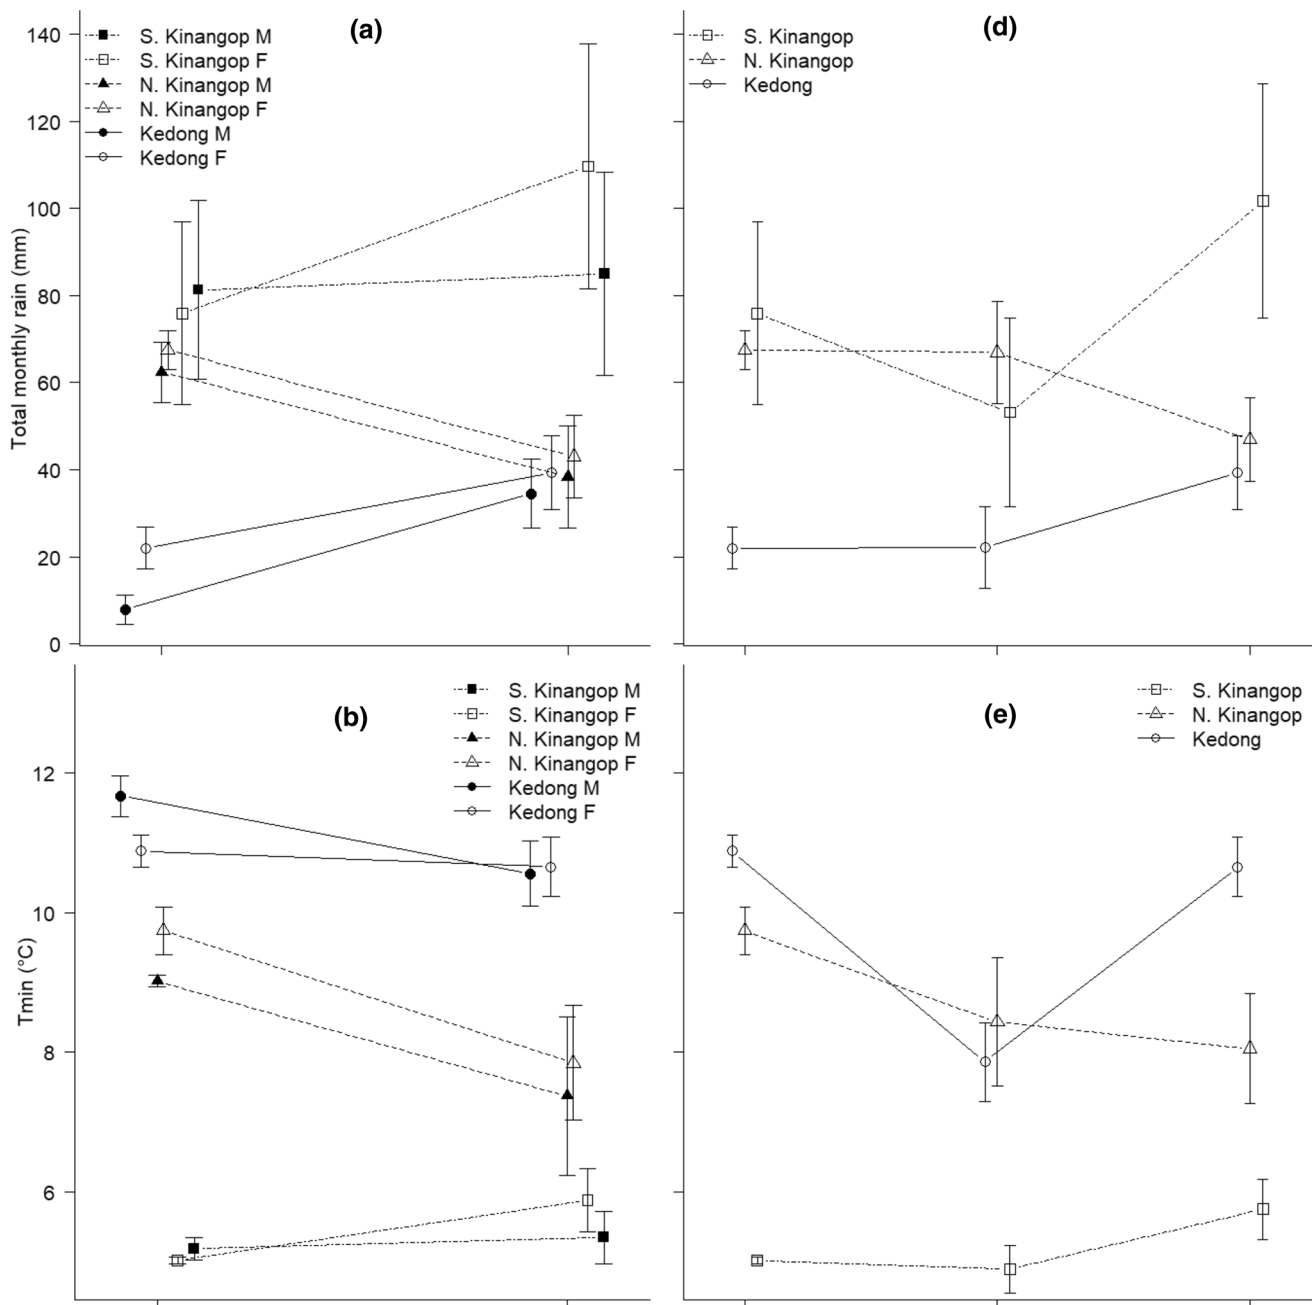 (a)
S. Kinangop M
S. Kinangop F
N. Kinangop M
N. Kinangop F
Kedong M
Kedong F
Total monthly rain (mm)
140
120
100
80
60
40
20
0
(d)
S. Kinangop
N. Kinangop
Kedong
(b)
S. Kinangop M
S. Kinangop F
N. Kinangop M
N. Kinangop F
Kedong M
Kedong F
Tmin (°C)
12
10
8
6
(e)
S. Kinangop
N. Kinangop
Kedong